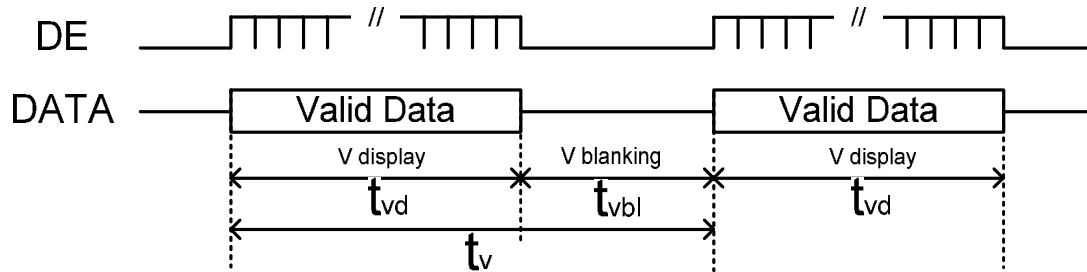 DE // //
DATA Valid Data Valid Data
V display V blanking V display
tvd tvbl tvd
tv